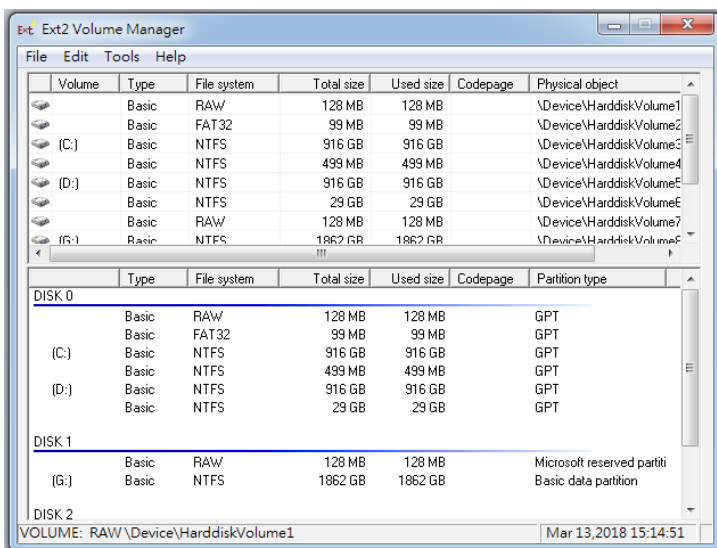 Ext2 Volume Manager
File Edit Tools Help
Volume Type File system Total size Used size Codepage Physical object
Basic RAW 128 MB 128 MB \Device\HarddiskVolume1
Basic FAT32 99 MB 99 MB \Device\HarddiskVolume2
(C:) Basic NTFS 916 GB 916 GB \Device\HarddiskVolume3
Basic NTFS 499 MB 499 MB \Device\HarddiskVolume4
(D:) Basic NTFS 916 GB 916 GB \Device\HarddiskVolume5
Basic NTFS 29 GB 29 GB \Device\HarddiskVolume6
Basic RAW 128 MB 128 MB \Device\HarddiskVolume7
(G:) Basic NTFS 1862 GB 1862 GB \Device\HarddiskVolume8
Type File system Total size Used size Codepage Partition type
DISK 0
Basic RAW 128 MB 128 MB GPT
Basic FAT32 99 MB 99 MB GPT
(C:) Basic NTFS 916 GB 916 GB GPT
Basic NTFS 499 MB 499 MB GPT
(D:) Basic NTFS 916 GB 916 GB GPT
Basic NTFS 29 GB 29 GB GPT
DISK 1
Basic RAW 128 MB 128 MB Microsoft reserved partiti
(G:) Basic NTFS 1862 GB 1862 GB Basic data partition
DISK 2
VOLUME: RAW \Device\HarddiskVolume1 Mar 13,2018 15:14:51